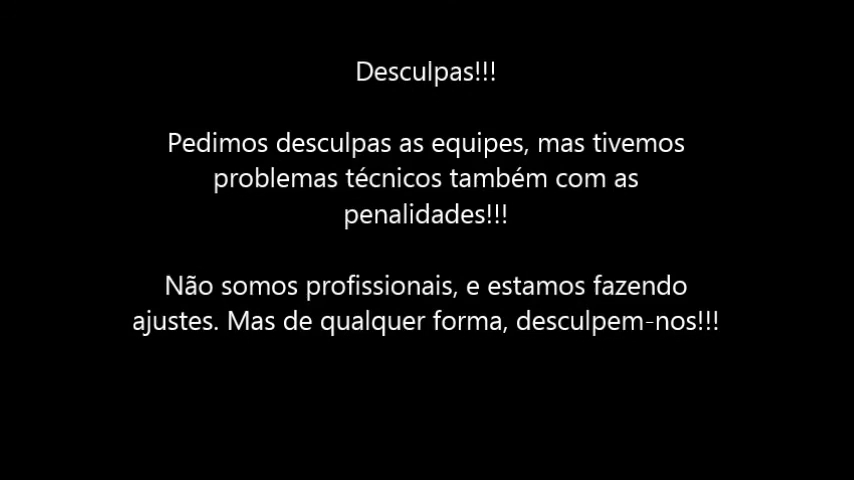 Desculpas!!!
Pedimos desculpas as equipes, mas tivemos
problemas técnicos também com as
penalidades!!!
Não somos profissionais, e estamos fazendo
ajustes. Mas de qualquer forma, desculpem-nos!!!